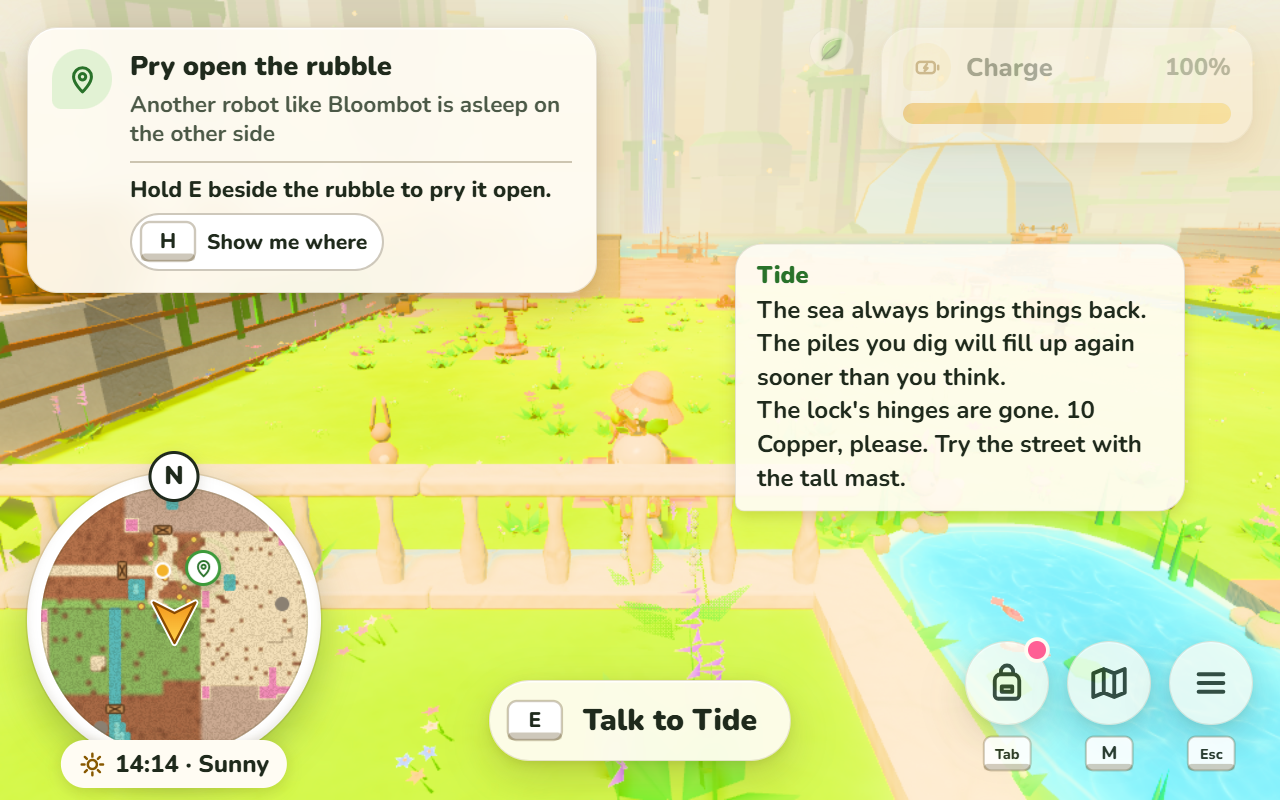 Pry open the rubble
Another robot like Bloombot is asleep on
the other side
Hold E beside the rubble to pry it open.
H Show me where
Charge 100%
Tide
The sea always brings things back.
The piles you dig will fill up again
sooner than you think.
The lock's hinges are gone. 10
Copper, please. Try the street with
the tall mast.
N
E Talk to Tide
14:14 · Sunny
Tab
M
Esc